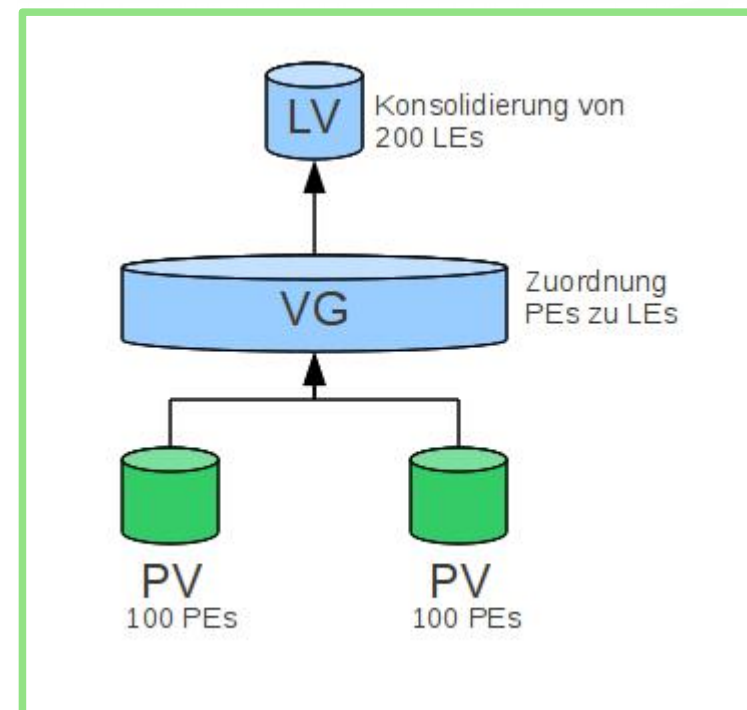 LV
Konsolidierung von
200 LEs
VG
Zuordnung
PEs zu LEs
PV
100 PEs
PV
100 PEs